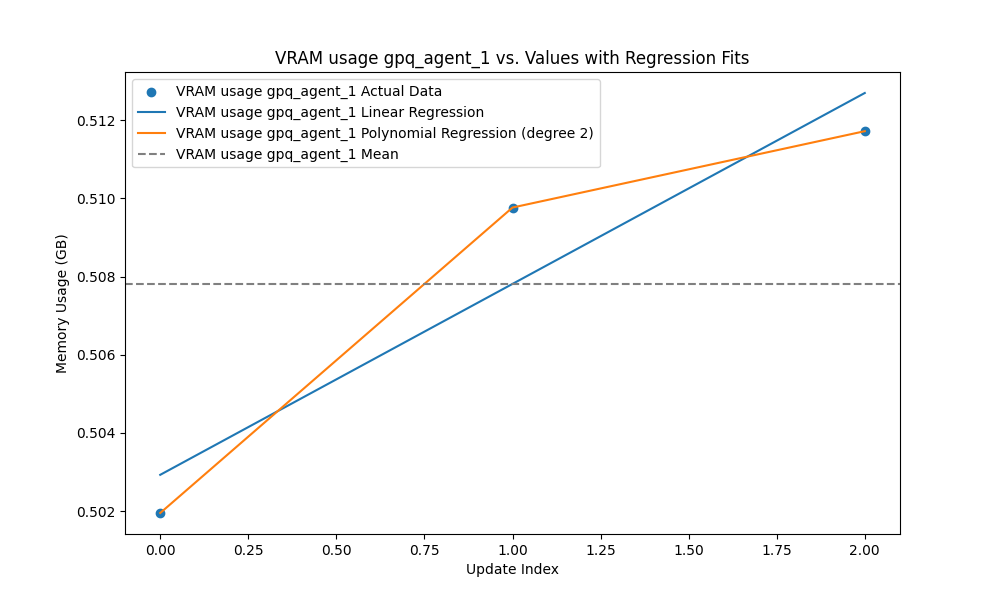 VRAM usage gpq_agent_1 vs. Values with Regression Fits
VRAM usage gpq_agent_1 Actual Data
VRAM usage gpq_agent_1 Linear Regression
VRAM usage gpq_agent_1 Polynomial Regression (degree 2)
VRAM usage gpq_agent_1 Mean
Memory Usage (GB)
0.512
0.510
0.508
0.506
0.504
0.502
0.00 0.25 0.50 0.75 1.00 1.25 1.50 1.75 2.00
Update Index